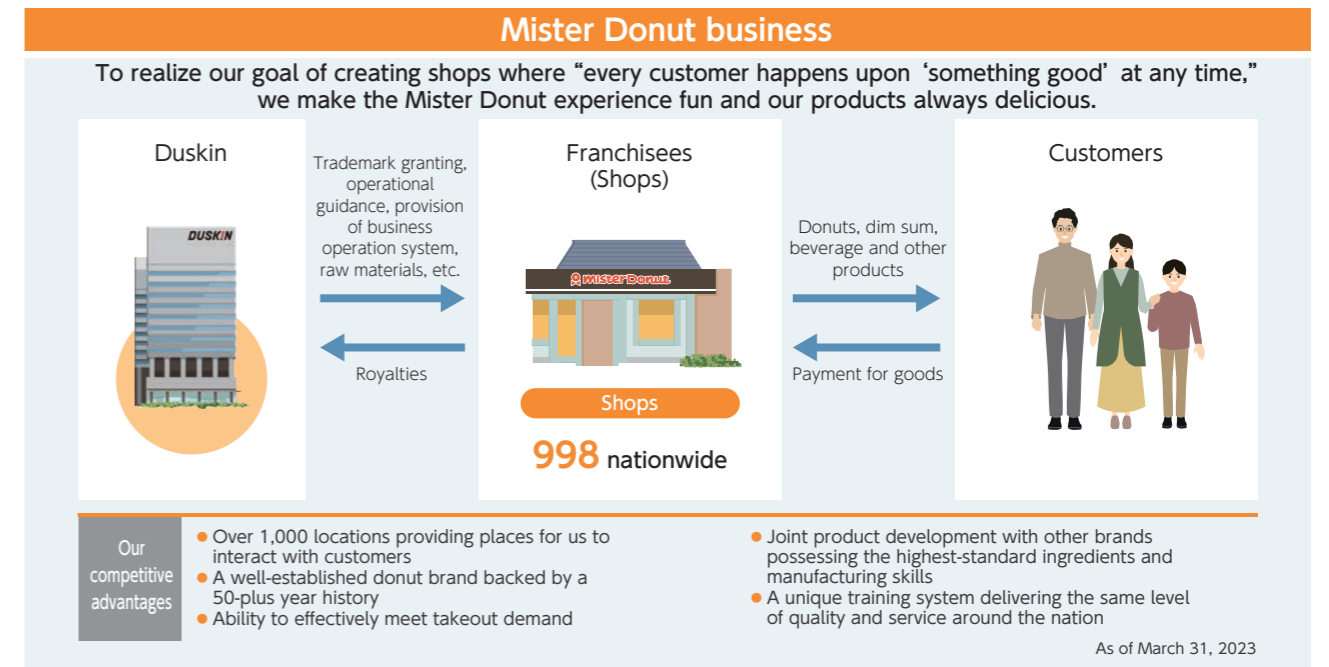 Mister Donut business
To realize our goal of creating shops where “every customer happens upon ‘something good’ at any time,”
we make the Mister Donut experience fun and our products always delicious.
Duskin
DUSKIN
Trademark granting,
operational
guidance, provision
of business
operation system,
raw materials, etc.
Royalties
Franchisees
(Shops)
misterDonut
Shops
998 nationwide
Donuts, dim sum,
beverage and other
products
Payment for goods
Customers
Our
competitive
advantages
● Over 1,000 locations providing places for us to
interact with customers
● A well-established donut brand backed by a
50-plus year history
● Ability to effectively meet takeout demand
● Joint product development with other brands
possessing the highest-standard ingredients and
manufacturing skills
● A unique training system delivering the same level
of quality and service around the nation
As of March 31, 2023